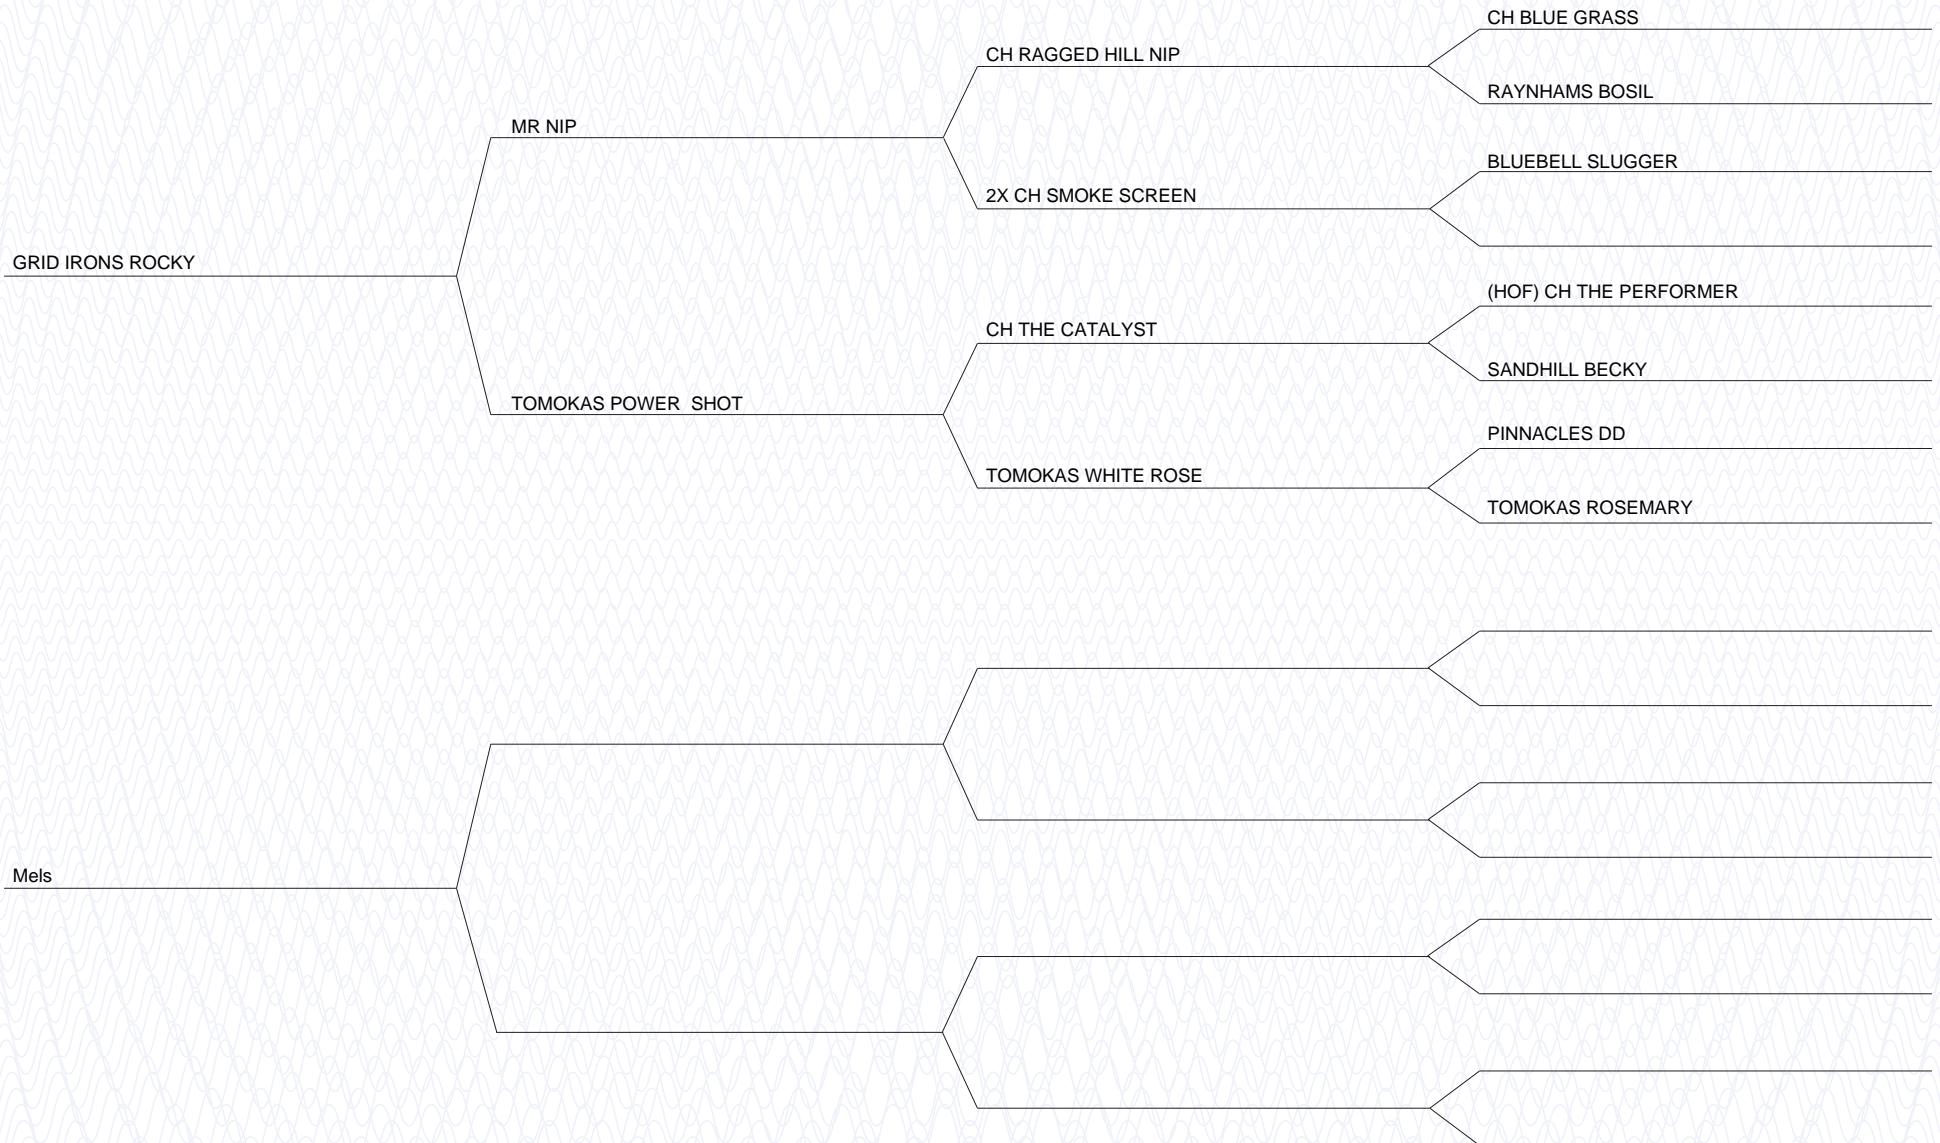 CH BLUE GRASS
CH RAGGED HILL NIP
RAYNHAMS BOSIL
MR NIP
BLUEBELL SLUGGER
2X CH SMOKE SCREEN
GRID IRONS ROCKY
(HOF) CH THE PERFORMER
CH THE CATALYST
SANDHILL BECKY
TOMOKAS POWER  SHOT
PINNACLES DD
TOMOKAS WHITE ROSE
TOMOKAS ROSEMARY
Mels